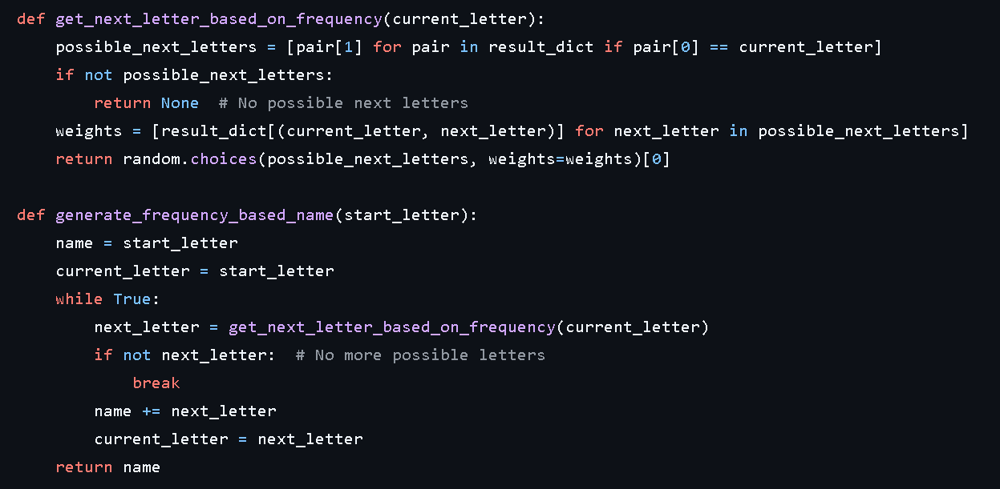 def get_next_letter_based_on_frequency(current_letter):
    possible_next_letters = [pair[1] for pair in result_dict if pair[0] == current_letter]
    if not possible_next_letters:
        return None  # No possible next letters
    weights = [result_dict[(current_letter, next_letter)] for next_letter in possible_next_letters]
    return random.choices(possible_next_letters, weights=weights)[0]

def generate_frequency_based_name(start_letter):
    name = start_letter
    current_letter = start_letter
    while True:
        next_letter = get_next_letter_based_on_frequency(current_letter)
        if not next_letter:  # No more possible letters
            break
        name += next_letter
        current_letter = next_letter
    return name